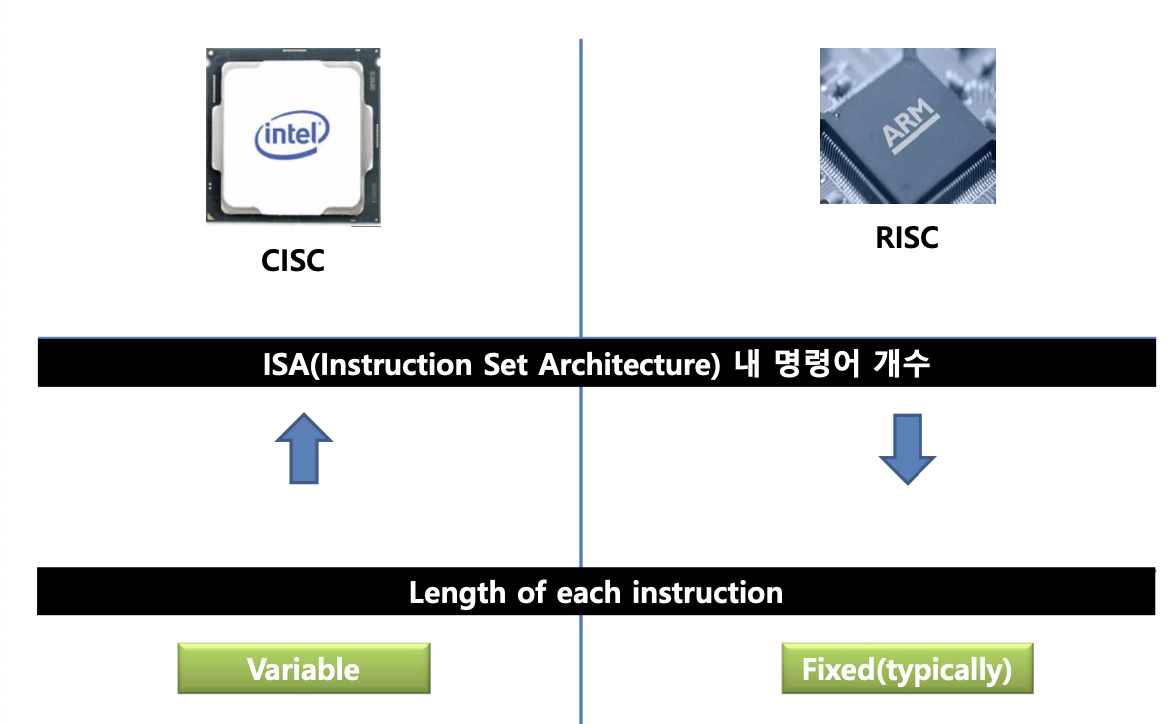 intel
ARM
CISC
RISC
ISA(Instruction Set Architecture) 내 명령어 개수
Length of each instruction
Variable
Fixed(typically)